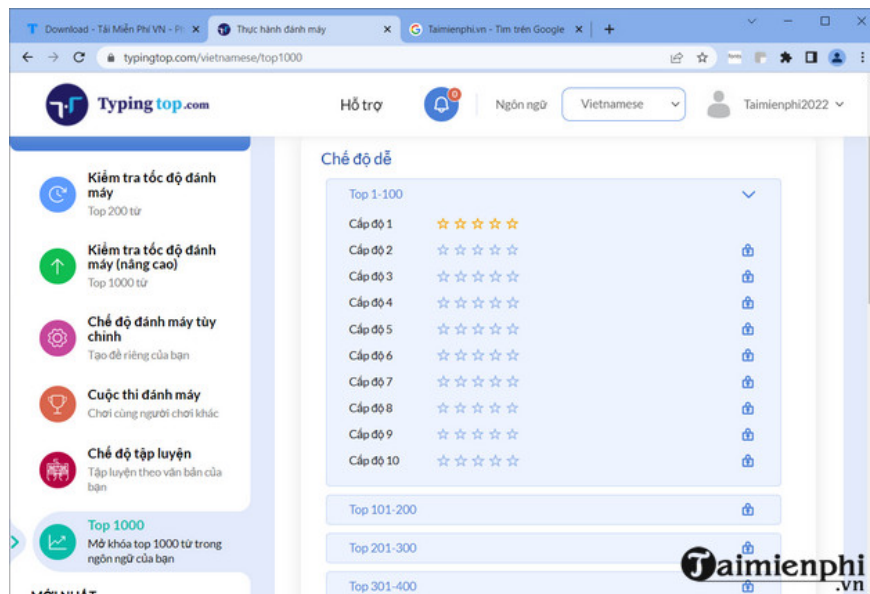 Download - Tải Miễn Phí VN - Ph
Thực hành đánh máy
Taimienphi.vn - Tìm trên Google
typingtop.com/vietnamese/top1000
Typing top.com
Hỗ trợ
0
Ngôn ngữ
Vietnamese
Taimienphi2022
Kiểm tra tốc độ đánh
máy
Top 200 từ
Kiểm tra tốc độ đánh
máy (nâng cao)
Top 1000 từ
Chế độ đánh máy tùy
chỉnh
Tạo đề riêng của bạn
Cuộc thi đánh máy
Chơi cùng người chơi khác
Chế độ tập luyện
Tập luyện theo văn bản của
bạn
Top 1000
Mở khóa top 1000 từ trong
ngôn ngữ của bạn
MỚI NHẤT
Chế độ dễ
Top 1-100
Cấp độ 1
Cấp độ 2
Cấp độ 3
Cấp độ 4
Cấp độ 5
Cấp độ 6
Cấp độ 7
Cấp độ 8
Cấp độ 9
Cấp độ 10
Top 101-200
Top 201-300
Top 301-400
Taimienphi
.vn